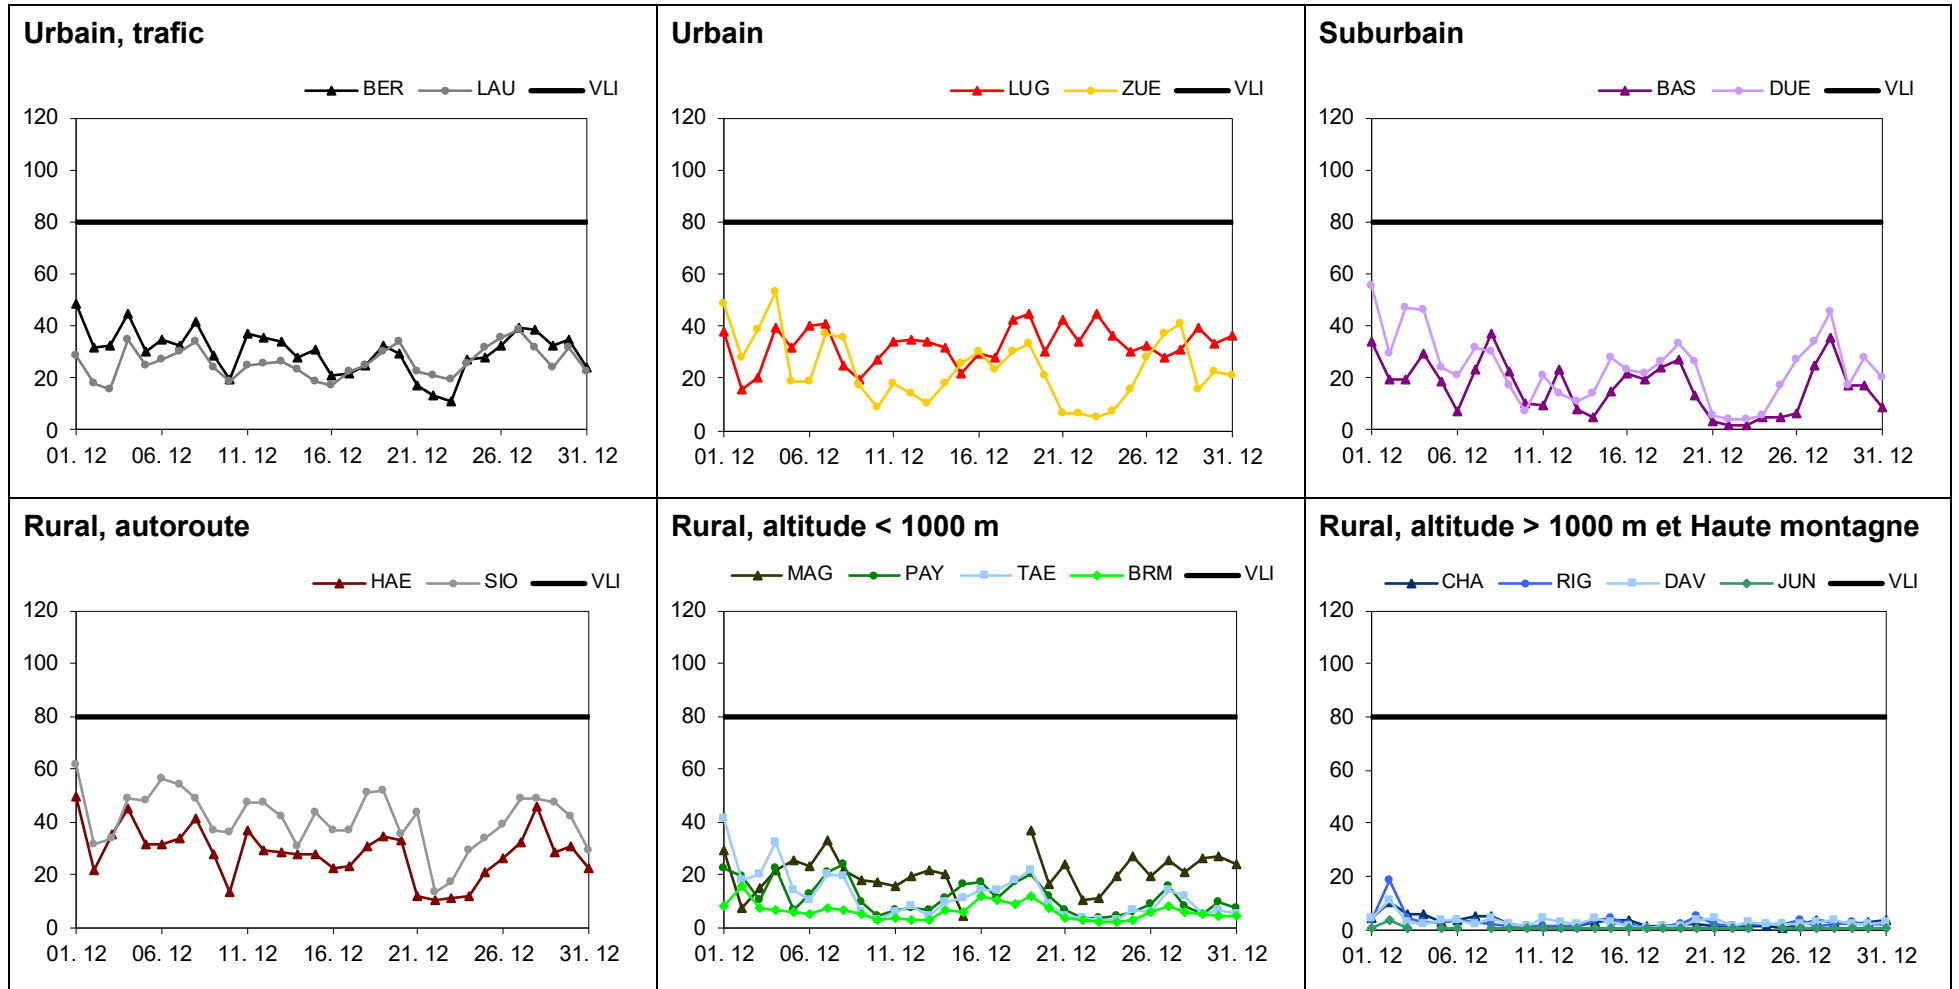 Urbain, trafic
BER LAU VLI
120
100
80
60
40
20
0
01. 12 06. 12 11. 12 16. 12 21. 12 26. 12 31. 12
Urbain
LUG ZUE VLI
120
100
80
60
40
20
0
01. 12 06. 12 11. 12 16. 12 21. 12 26. 12 31. 12
Suburbain
BAS DUE VLI
120
100
80
60
40
20
0
01. 12 06. 12 11. 12 16. 12 21. 12 26. 12 31. 12
Rural, autoroute
HAE SIO VLI
120
100
80
60
40
20
0
01. 12 06. 12 11. 12 16. 12 21. 12 26. 12 31. 12
Rural, altitude < 1000 m
MAG PAY TAE BRM VLI
120
100
80
60
40
20
0
01. 12 06. 12 11. 12 16. 12 21. 12 26. 12 31. 12
Rural, altitude > 1000 m et Haute montagne
CHA RIG DAV JUN VLI
120
100
80
60
40
20
0
01. 12 06. 12 11. 12 16. 12 21. 12 26. 12 31. 12